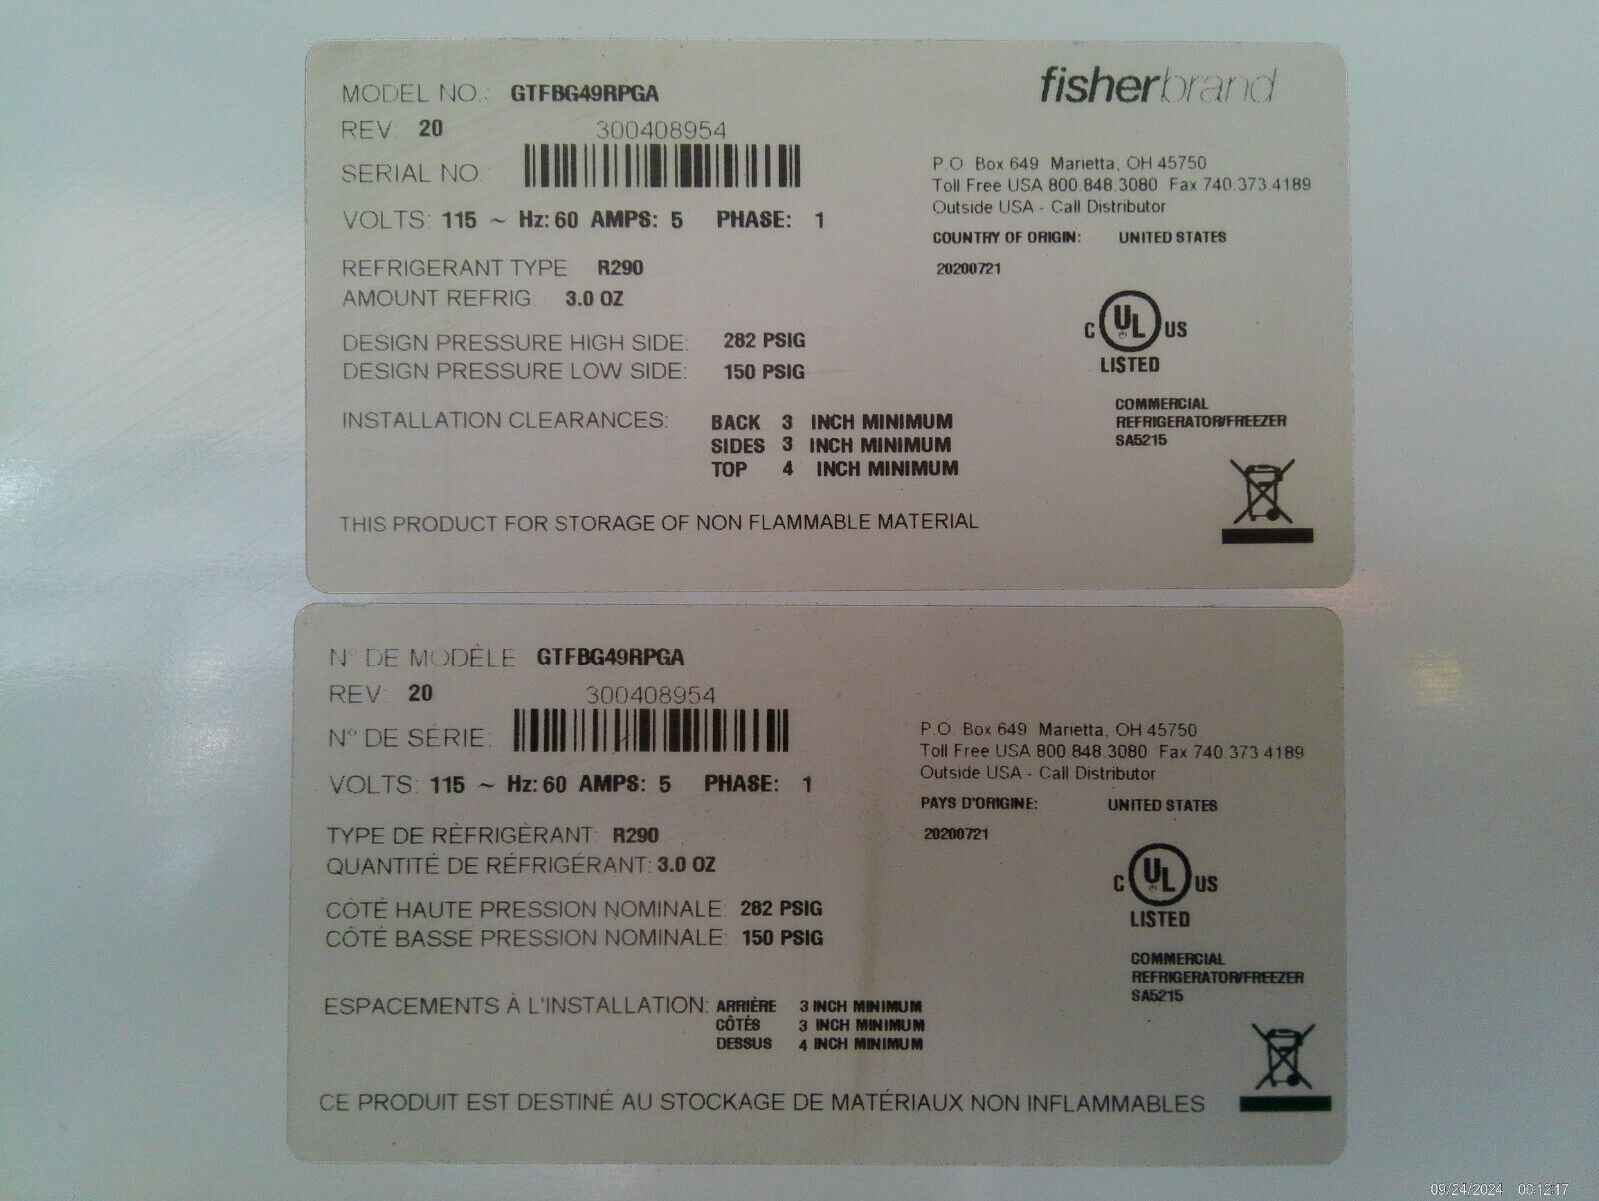 MODEL NO.: GTFBG49RPGA
fisherbrand
REV 20
300408954
SERIAL NO.
VOLTS: 115 ~ Hz: 60 AMPS: 5 PHASE: 1
REFRIGERANT TYPE R290
AMOUNT REFRIG 3.0 OZ
DESIGN PRESSURE HIGH SIDE: 282 PSIG
DESIGN PRESSURE LOW SIDE: 150 PSIG
INSTALLATION CLEARANCES: BACK 3 INCH MINIMUM
SIDES 3 INCH MINIMUM
TOP 4 INCH MINIMUM
THIS PRODUCT FOR STORAGE OF NON FLAMMABLE MATERIAL
P.O. Box 649 Marietta, OH 45750
Toll Free USA 800.848.3080 Fax 740.373.4189
Outside USA - Call Distributor
COUNTRY OF ORIGIN: UNITED STATES
20200721
C UL US
LISTED
COMMERCIAL
REFRIGERATOR/FREEZER
SA5215
N° DE MODÈLE GTFBG49RPGA
REV 20
300408954
N° DE SÉRIE:
VOLTS: 115 ~ Hz: 60 AMPS: 5 PHASE: 1
TYPE DE RÉFRIGÉRANT: R290
QUANTITÉ DE RÉFRIGÉRANT: 3.0 OZ
CÔTÉ HAUTE PRESSION NOMINALE: 282 PSIG
CÔTÉ BASSE PRESSION NOMINALE: 150 PSIG
ESPACEMENTS À L'INSTALLATION: ARRIÈRE 3 INCH MINIMUM
CÔTÉS 3 INCH MINIMUM
DESSUS 4 INCH MINIMUM
CE PRODUIT EST DESTINÉ AU STOCKAGE DE MATÉRIAUX NON INFLAMMABLES
P.O. Box 649 Marietta, OH 45750
Toll Free USA 800.848.3080 Fax 740.373.4189
Outside USA - Call Distributor
PAYS D'ORIGINE: UNITED STATES
20200721
C UL US
LISTED
COMMERCIAL
REFRIGERATOR/FREEZER
SA5215
09/24/2024 00:12:17